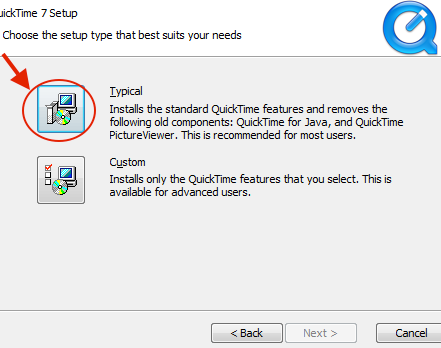 uickTime 7 Setup
Choose the setup type that best suits your needs
Typical
Installs the standard QuickTime features and removes the
following old components: QuickTime for Java, and QuickTime
PictureViewer. This is recommended for most users.
Custom
Installs only the QuickTime features that you select. This is
available for advanced users.
< Back
Next >
Cancel